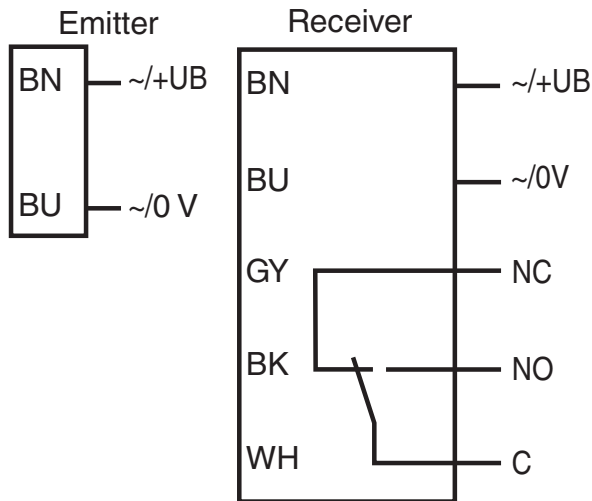 Emitter
BN ~/+UB
BU ~/0 V
Receiver
BN ~/+UB
BU ~/0V
GY NC
BK NO
WH C